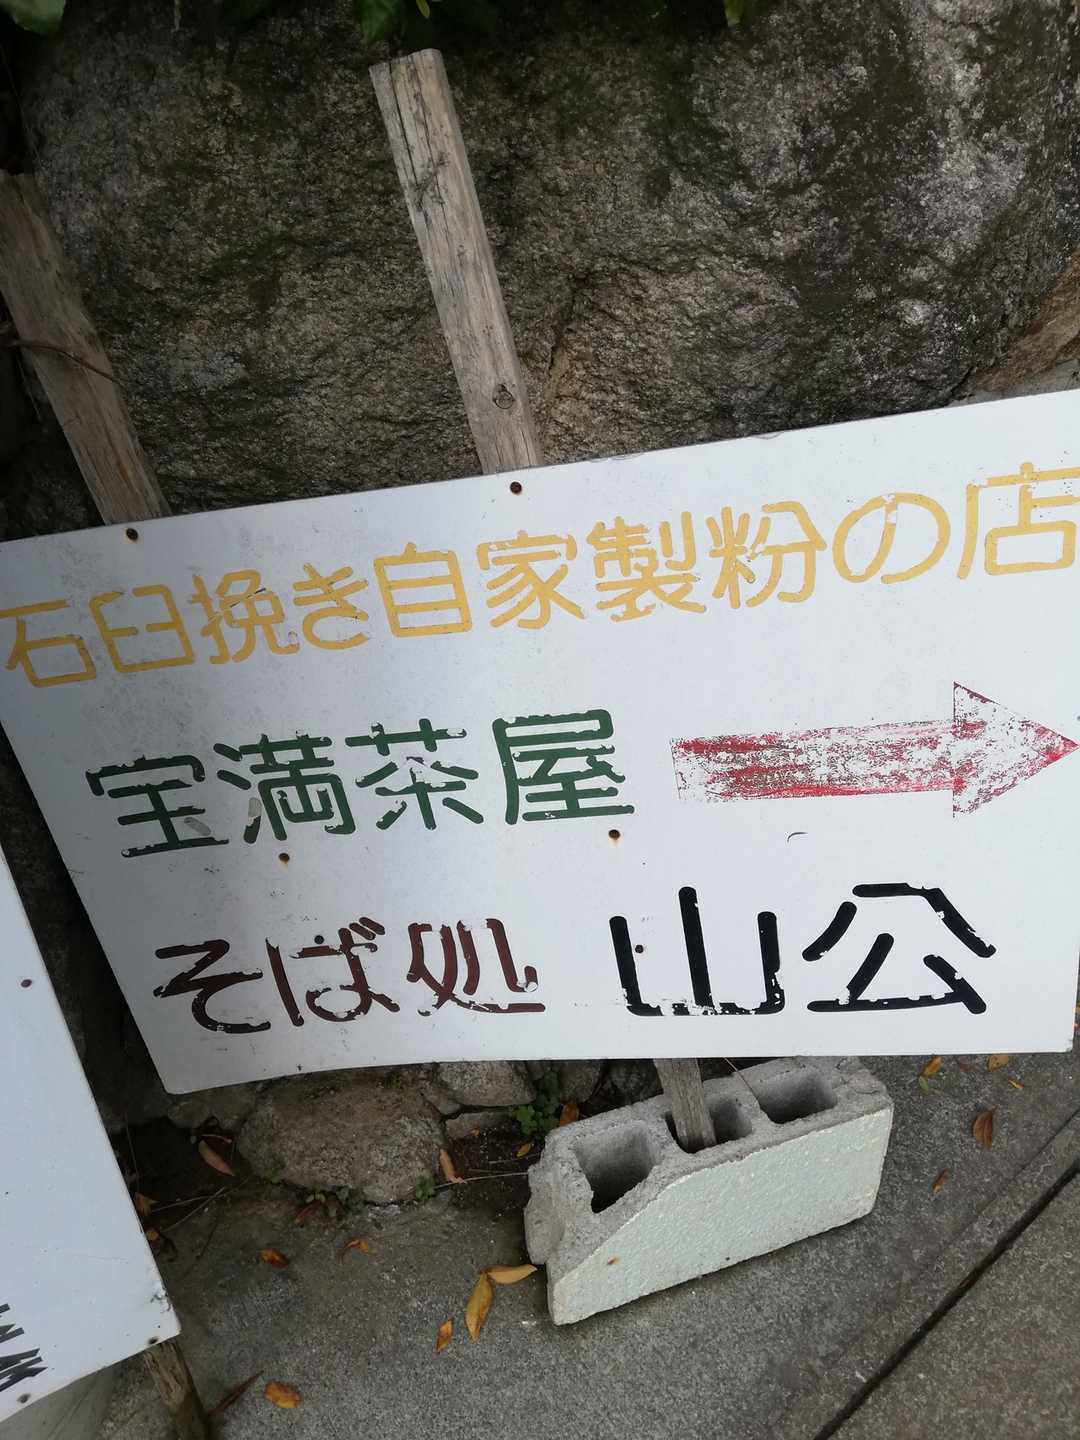 石臼挽き自家製粉の店
宝満茶屋
そば処 山公